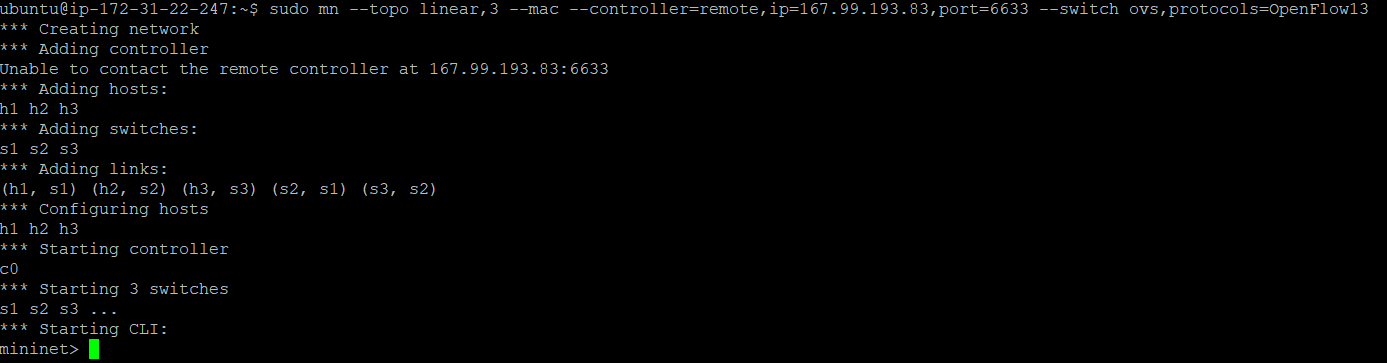 ubuntu@ip-172-31-22-247:~$ sudo mn --topo linear,3 --mac --controller=remote,ip=167.99.193.83,port=6633 --switch ovs,protocols=OpenFlow13
*** Creating network
*** Adding controller
Unable to contact the remote controller at 167.99.193.83:6633
*** Adding hosts:
h1 h2 h3
*** Adding switches:
s1 s2 s3
*** Adding links:
(h1, s1) (h2, s2) (h3, s3) (s2, s1) (s3, s2)
*** Configuring hosts
h1 h2 h3
*** Starting controller
c0
*** Starting 3 switches
s1 s2 s3 ...
*** Starting CLI:
mininet>